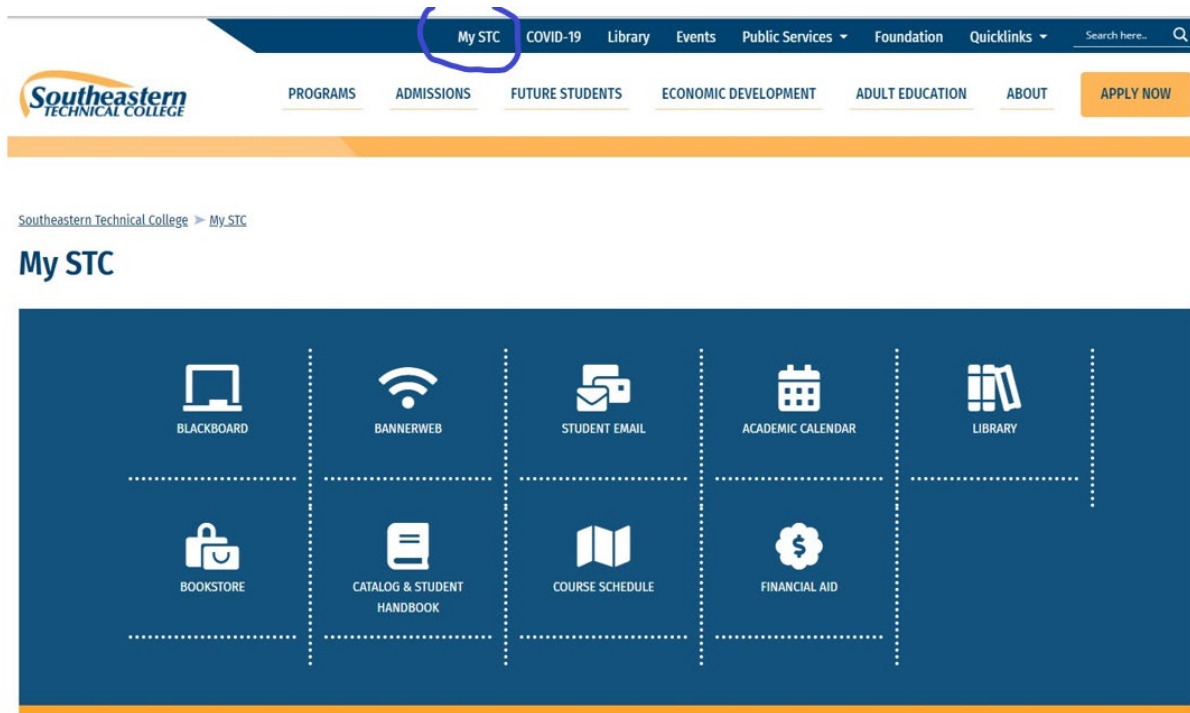 My STC COVID-19 Library Events Public Services Foundation Quicklinks Search here..
Southeastern
TECHNICAL COLLEGE
PROGRAMS ADMISSIONS FUTURE STUDENTS ECONOMIC DEVELOPMENT ADULT EDUCATION ABOUT APPLY NOW
Southeastern Technical College ➤ My STC
My STC
BLACKBOARD BANNERWEB STUDENT EMAIL ACADEMIC CALENDAR LIBRARY
BOOKSTORE CATALOG & STUDENT COURSE SCHEDULE FINANCIAL AID
HANDBOOK